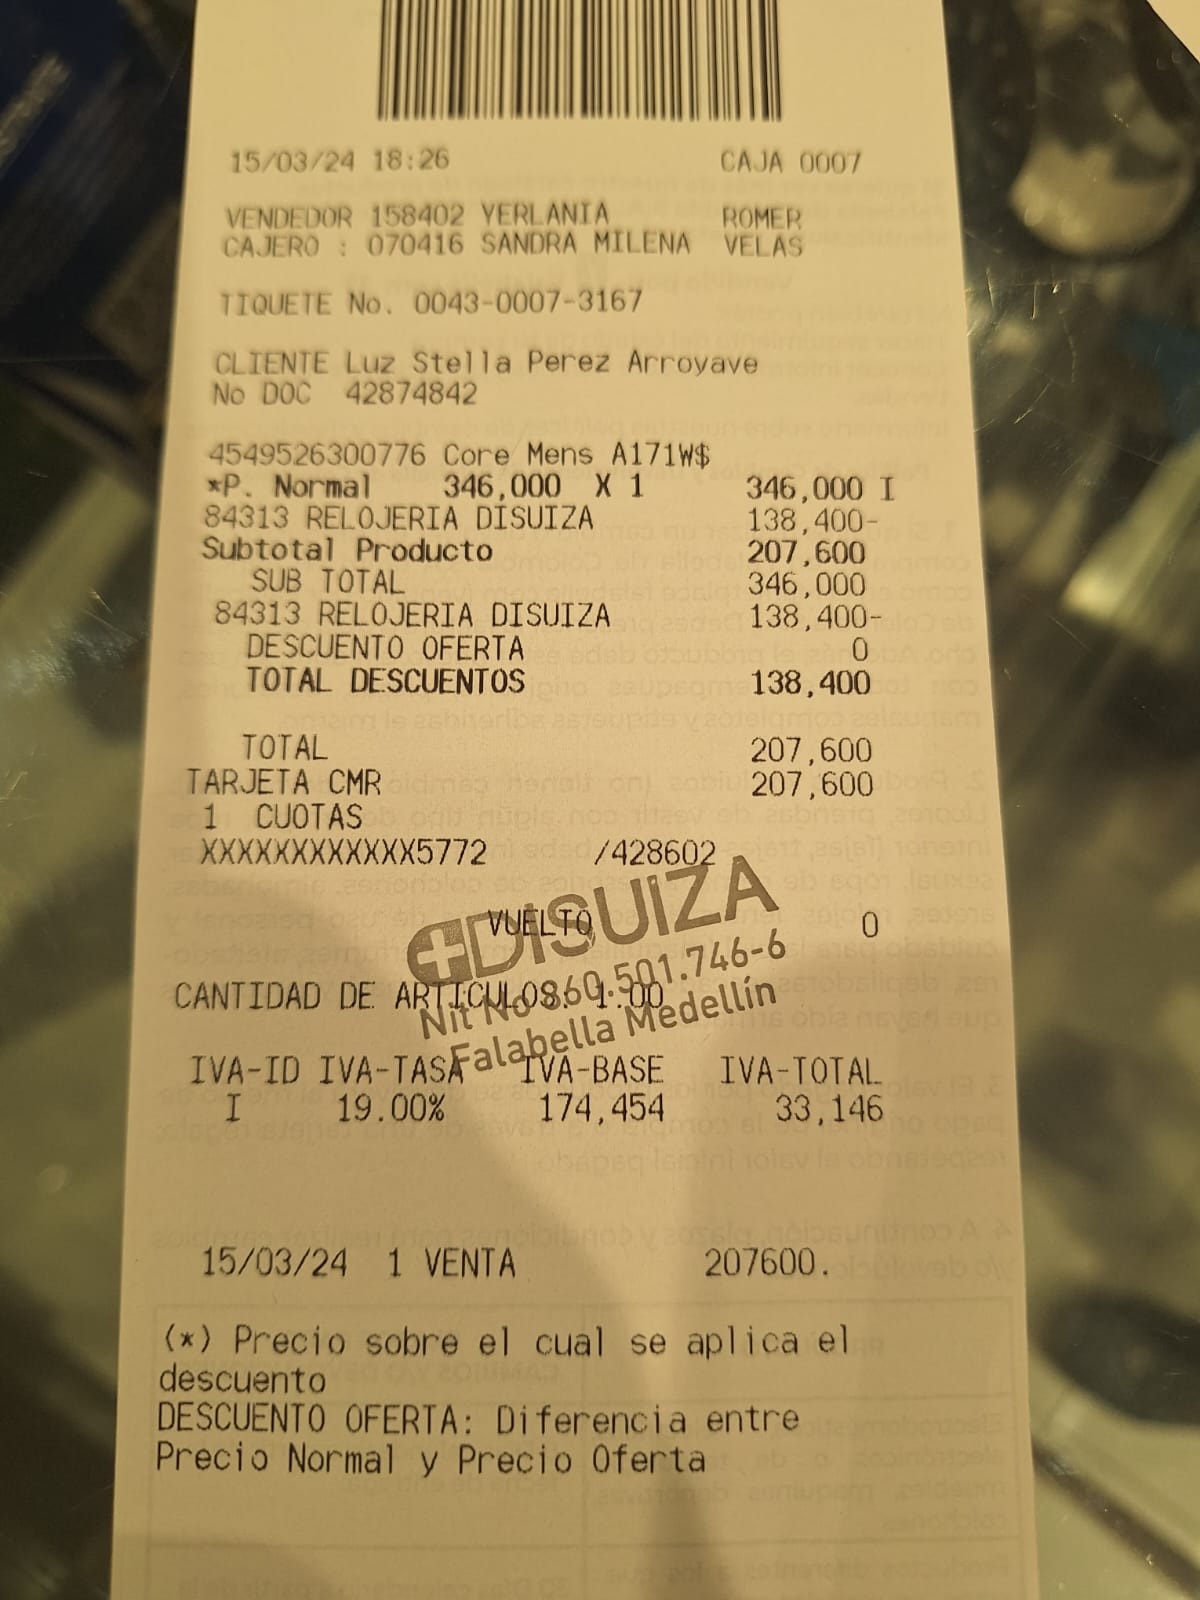 15/03/24 18:26 CAJA 0007
VENDEDOR 158402 YERLANIA ROMER
CAJERO : 070416 SANDRA MILENA VELAS
TIQUETE No. 0043-0007-3167
CLIENTE Luz Stella Perez Arroyave
No DOC 42874842
4549526300776 Core Mens A171W$
*P. Normal 346,000 X 1 346,000 I
84313 RELOJERIA DISUIZA 138,400-
Subtotal Producto 207,600
SUB TOTAL 346,000
84313 RELOJERIA DISUIZA 138,400-
DESCUENTO OFERTA 0
TOTAL DESCUENTOS 138,400
TOTAL 207,600
TARJETA CMR 207,600
1 CUOTAS
XXXXXXXXXXXX5772 /428602
VUELTO 0
DISUIZA
Nit No 860.501.746-6
Falabella Medellín
CANTIDAD DE ARTICULOS: 1.00
IVA-ID IVA-TASA IVA-BASE IVA-TOTAL
I 19.00% 174,454 33,146
15/03/24 1 VENTA 207600.
(*) Precio sobre el cual se aplica el
descuento
DESCUENTO OFERTA: Diferencia entre
Precio Normal y Precio Oferta